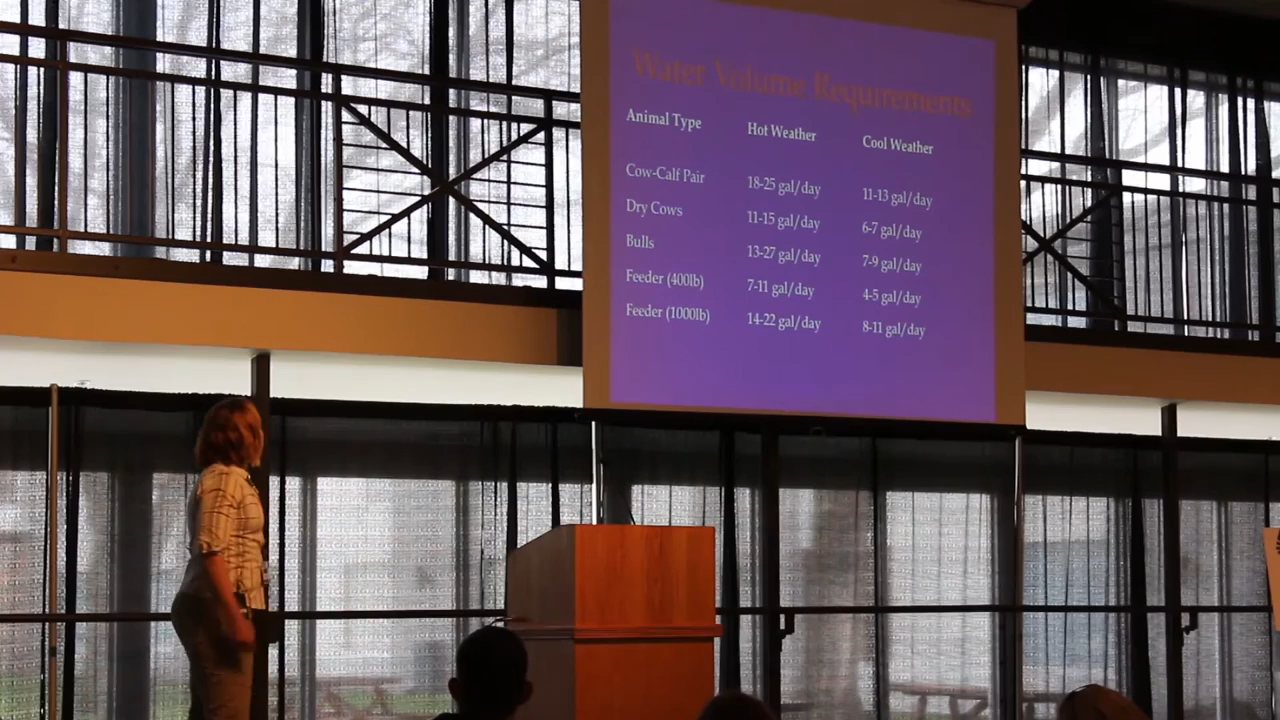 Water Volume Requirements
Animal Type Hot Weather Cool Weather
Cow-Calf Pair 18-25 gal/day 11-13 gal/day
Dry Cows 11-15 gal/day 6-7 gal/day
Bulls 13-27 gal/day 7-9 gal/day
Feeder (400lb) 7-11 gal/day 4-5 gal/day
Feeder (1000lb) 14-22 gal/day 8-11 gal/day